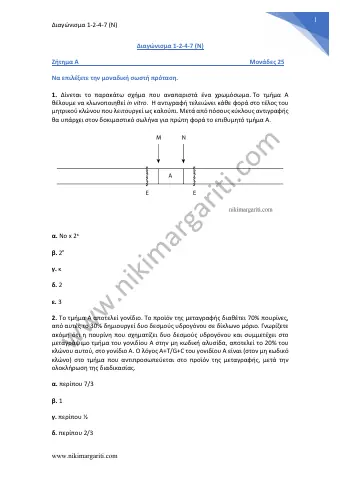 Διαγώνισμα 1-2-4-7 (Ν)
1
Διαγώνισμα 1-2-4-7 (Ν)
Ζήτημα Α Μονάδες 25
Να επιλέξετε την μοναδική σωστή πρόταση.
1. Δίνεται το παρακάτω σχήμα που αναπαριστά ένα χρωμόσωμα. Το τμήμα Α
θέλουμε να κλωνοποιηθεί in vitro. Η αντιγραφή τελειώνει κάθε φορά στο τέλος του
μητρικού κλώνου που λειτουργεί ως καλούπι. Μετά από πόσους κύκλους αντιγραφής
θα υπάρχει στον δοκιμαστικό σωλήνα για πρώτη φορά το επιθυμητό τμήμα Α.
Μ Ν
Α
Ε Ε
nikimargariti.com
www.nikimargariti.com
α. Νο x 2ᵏ
β. 2ᵏ
γ. κ
δ. 2
ε. 3
2. Το τμήμα Α αποτελεί γονίδιο. Το προϊόν της μεταγραφής διαθέτει 70% πουρίνες,
από αυτές το 30% δημιουργεί δυο δεσμούς υδρογόνου σε δίκλωνο μόριο. Γνωρίζετε
ακόμη ότι η πουρίνη που σχηματίζει δυο δεσμούς υδρογόνου και συμμετέχει στο
μεταγραφόμενο τμήμα του γονιδίου Α στην μη κωδική αλυσίδα, αποτελεί το 20% του
κλώνου αυτού, στο γονίδιο Α. Ο λόγος A+T/G+C του γονιδίου Α είναι (στον μη κωδικό
κλώνο) στο τμήμα που αντιπροσωπεύεται στο προϊόν της μεταγραφής, μετά την
ολοκλήρωση της διαδικασίας.
α. περίπου 7/3
β. 1
γ. περίπου ½
δ. περίπου 2/3
www.nikimargariti.com